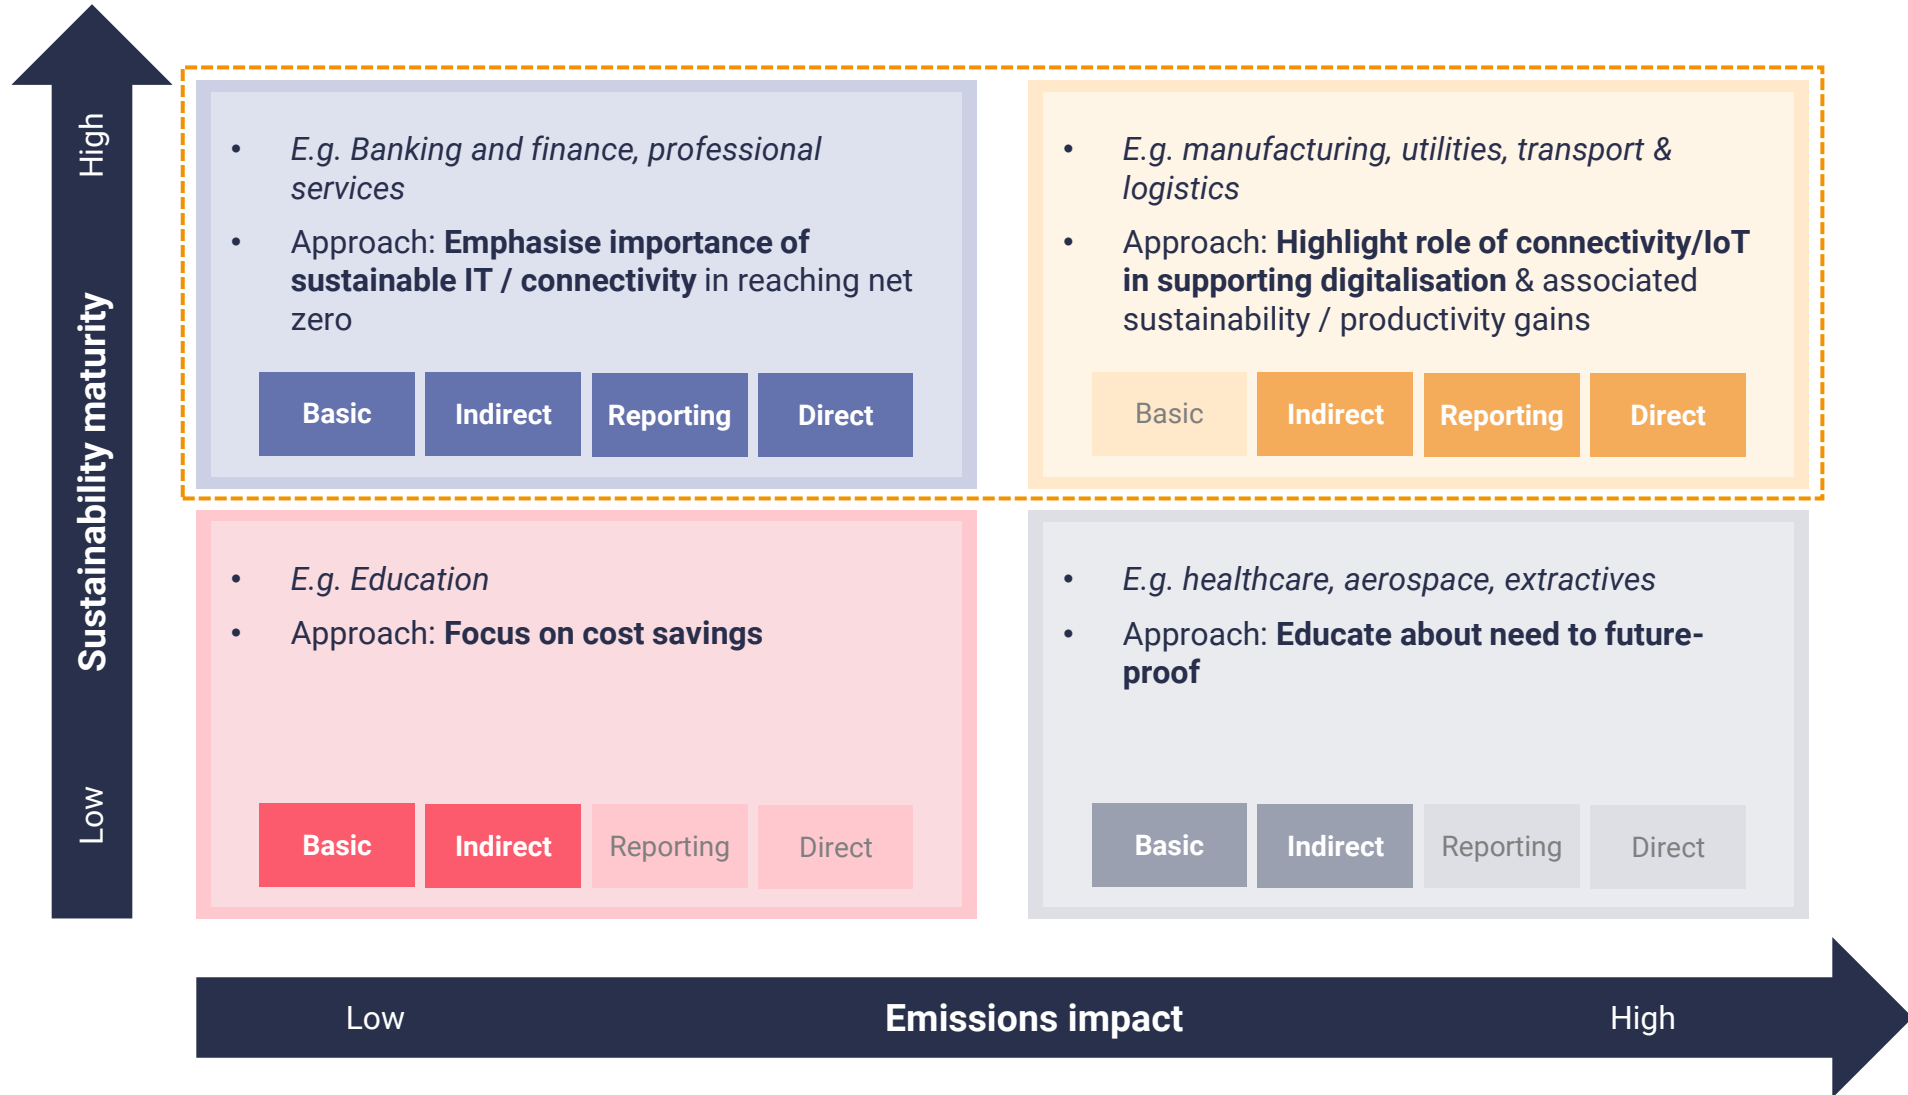 High
Sustainability maturity
Low
• E.g. Banking and finance, professional
services
• Approach: Emphasise importance of
sustainable IT / connectivity in reaching net
zero
Basic
Indirect
Reporting
Direct
• E.g. manufacturing, utilities, transport &
logistics
• Approach: Highlight role of connectivity/IoT
in supporting digitalisation & associated
sustainability / productivity gains
Basic
Indirect
Reporting
Direct
• E.g. Education
• Approach: Focus on cost savings
Basic
Indirect
Reporting
Direct
• E.g. healthcare, aerospace, extractives
• Approach: Educate about need to future-
proof
Basic
Indirect
Reporting
Direct
Low
Emissions impact
High